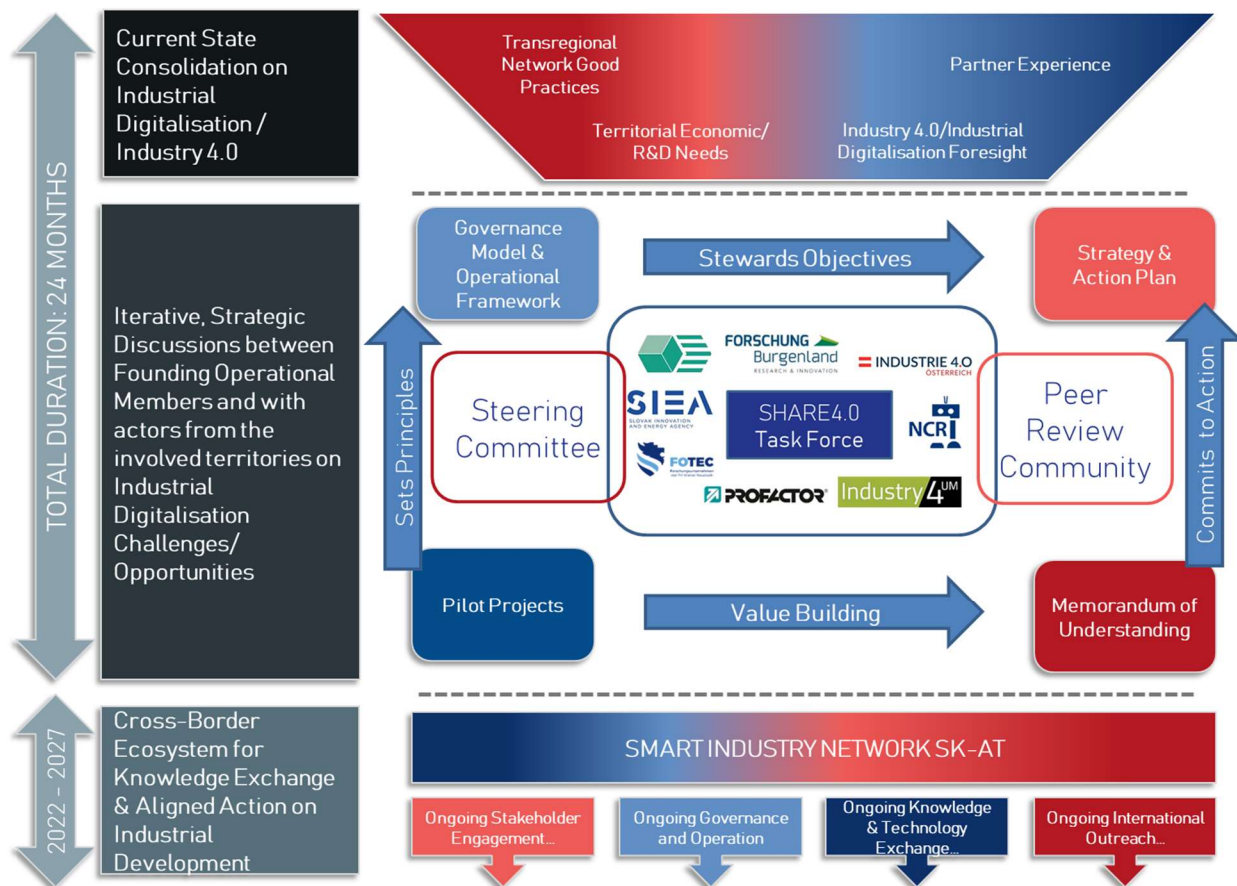 TOTAL DURATION: 24 MONTHS
Current State
Consolidation on
Industrial
Digitalisation /
Industry 4.0
Transregional
Network Good
Practices
Partner Experience
Territorial Economic/
R&D Needs
Industry 4.0/Industrial
Digitalisation Foresight
Iterative, Strategic
Discussions between
Founding Operational
Members and with
actors from the
involved territories on
Industrial
Digitalisation
Challenges/
Opportunities
Governance
Model &
Operational
Framework
Stewards Objectives
Strategy &
Action Plan
Sets Principles
Steering
Committee
FORSCHUNG
Burgenland
RESEARCH & INNOVATION
INDUSTRIE 4.0
ÖSTERREICH
SIEA
SLOVAK INNOVATION
AND ENERGY AGENCY
SHARE4.0
Task Force
NCR
FOTEC
PROFACTOR®
Industry4UM
Peer
Review
Community
Commits to Action
Pilot Projects
Value Building
Memorandum of
Understanding
2022 - 2027
Cross-Border
Ecosystem for
Knowledge Exchange
& Aligned Action on
Industrial
Development
SMART INDUSTRY NETWORK SK-AT
Ongoing Stakeholder
Engagement...
Ongoing Governance
and Operation
Ongoing Knowledge
& Technology
Exchange...
Ongoing International
Outreach...